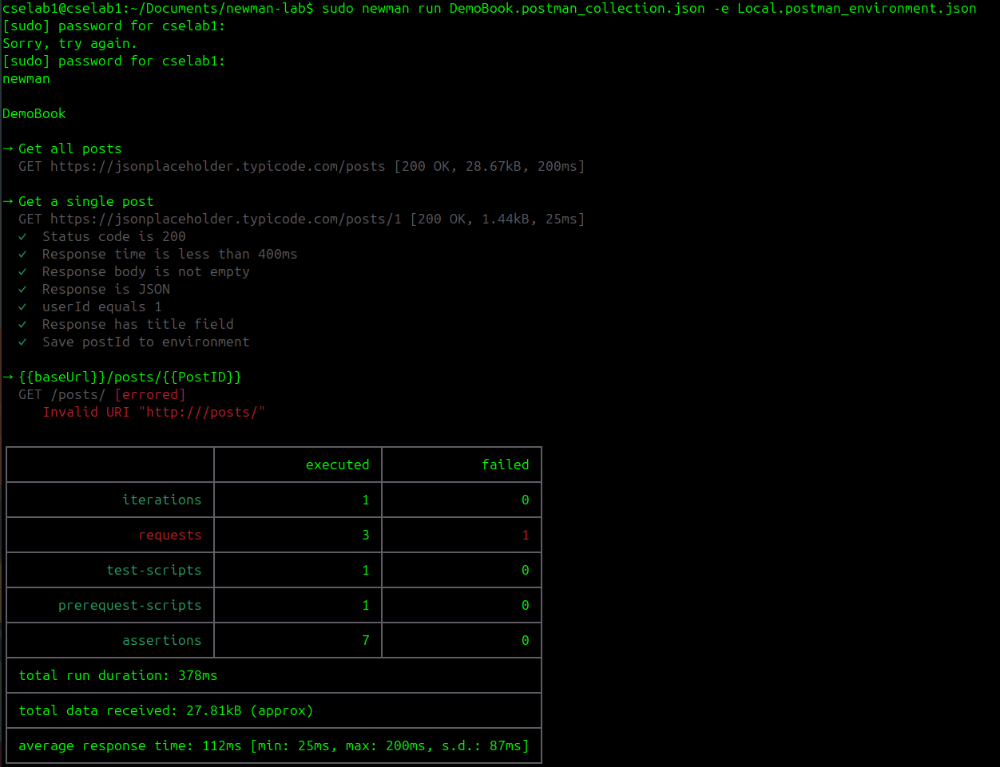 cselab1@cselab1:~/Documents/newman-lab$ sudo newman run DemoBook.postman_collection.json -e Local.postman_environment.json
[sudo] password for cselab1:
Sorry, try again.
[sudo] password for cselab1:
newman
DemoBook
→ Get all posts
GET https://jsonplaceholder.typicode.com/posts [200 OK, 28.67kB, 200ms]
→ Get a single post
GET https://jsonplaceholder.typicode.com/posts/1 [200 OK, 1.44kB, 25ms]
✓ Status code is 200
✓ Response time is less than 400ms
✓ Response body is not empty
✓ Response is JSON
✓ userId equals 1
✓ Response has title field
✓ Save postId to environment
→ {{baseUrl}}/posts/{{PostID}}
GET /posts/ [errored]
Invalid URI "http:///posts/"
executed failed
iterations 1 0
requests 3 1
test-scripts 1 0
prerequest-scripts 1 0
assertions 7 0
total run duration: 378ms
total data received: 27.81kB (approx)
average response time: 112ms [min: 25ms, max: 200ms, s.d.: 87ms]